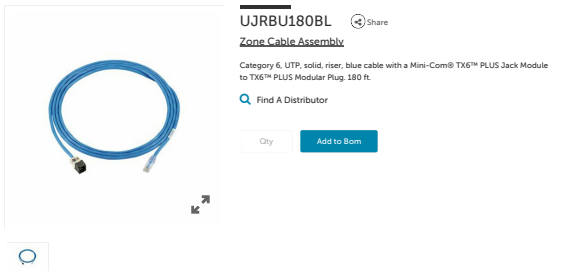 UJRBU180BL
Share
Zone Cable Assembly
Category 6, UTP, solid, riser, blue cable with a Mini-Com® TX6™ PLUS Jack Module
to TX6™ PLUS Modular Plug. 180 ft.
Find A Distributor
Qty
Add to Bom